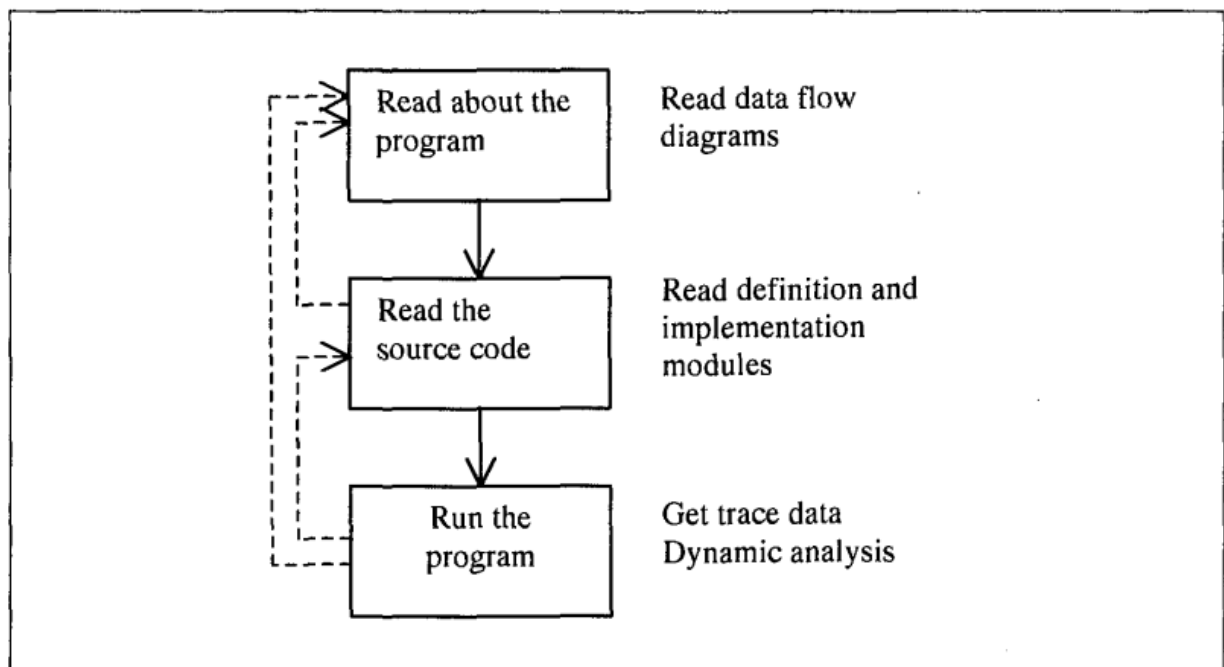 Read about the
program
Read data flow
diagrams
Read the
source code
Read definition and
implementation
modules
Run the
program
Get trace data
Dynamic analysis